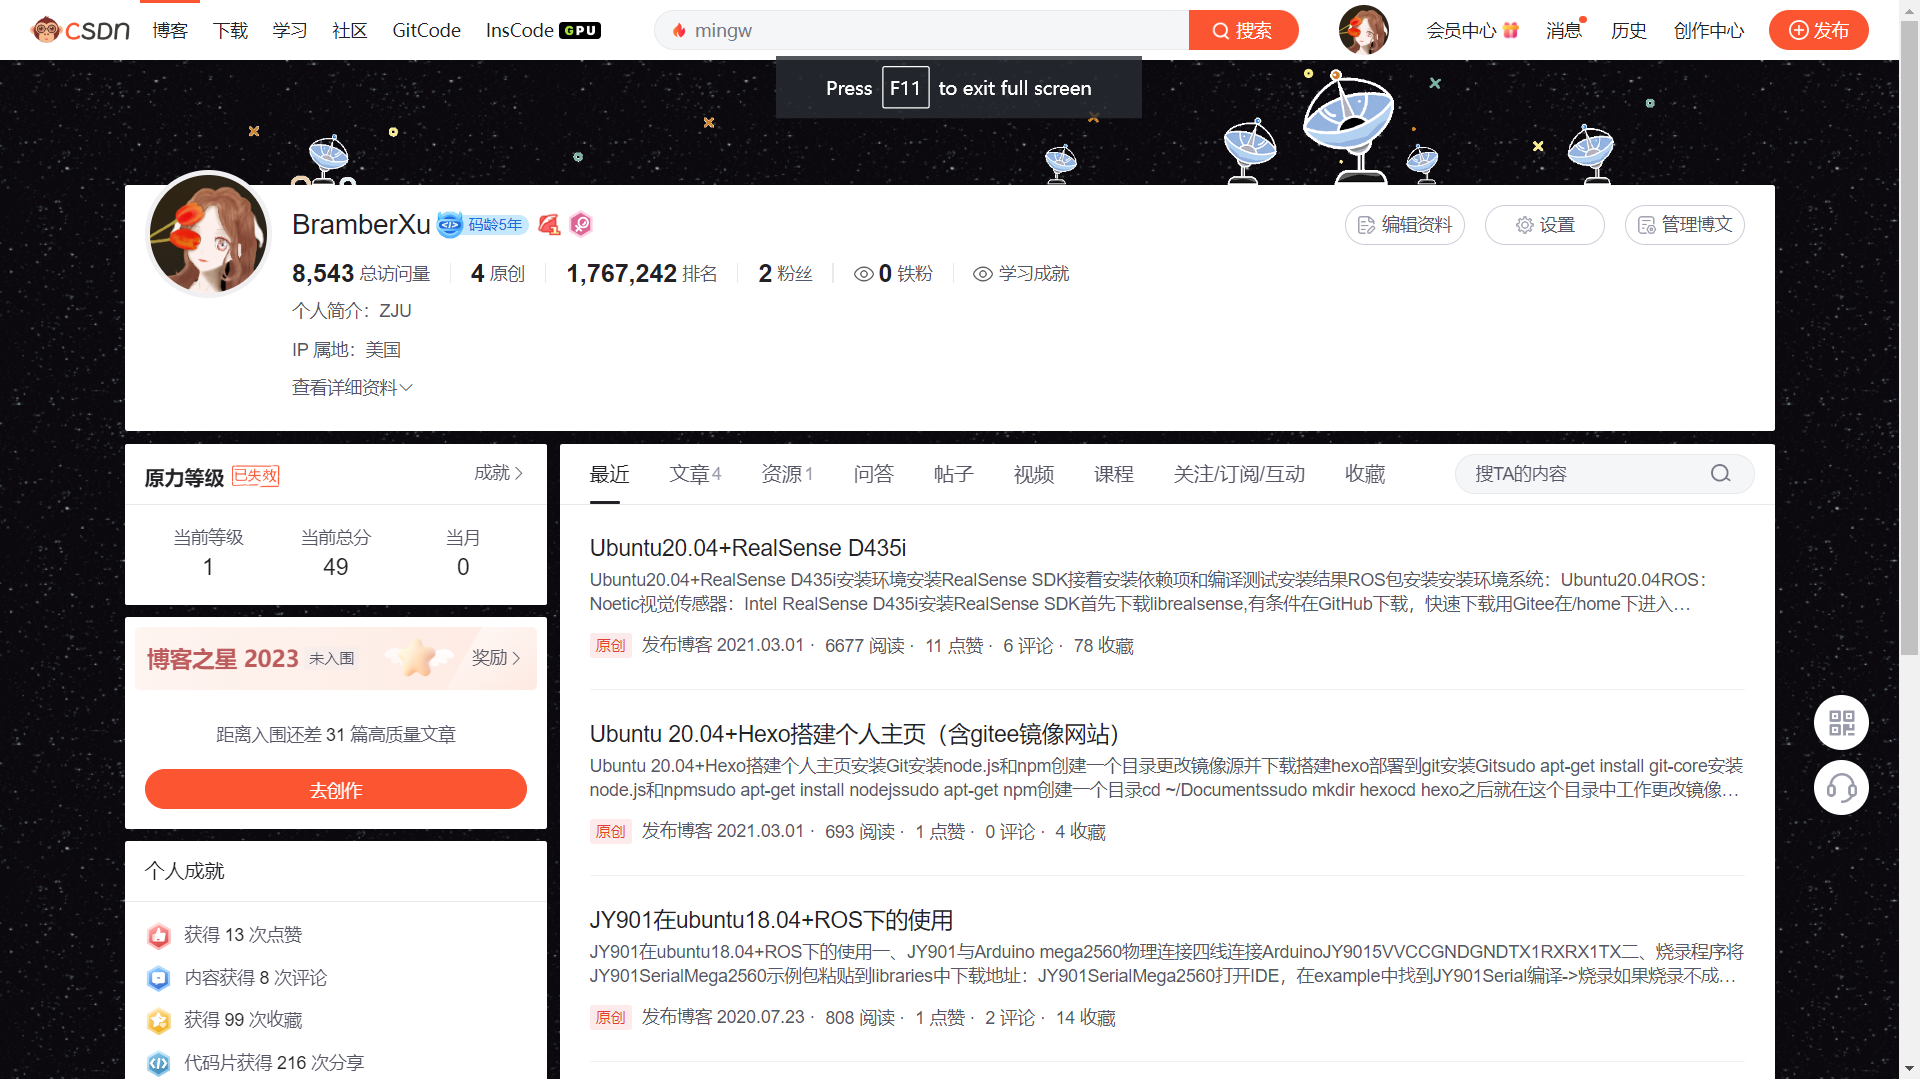 CSDN 博客 下载 学习 社区 GitCode InsCode GPU mingw 搜索 会员中心 消息 历史 创作中心 发布
Press F11 to exit full screen
BramberXu 码龄5年 编辑资料 设置 管理博文
8,543 总访问量 4 原创 1,767,242 排名 2 粉丝 0 铁粉 学习成就
个人简介：ZJU
IP 属地：美国
查看详细资料
原力等级 已失效 成就
当前等级 当前总分 当月
1 49 0
博客之星 2023 未入围 奖励
距离入围还差 31 篇高质量文章
去创作
个人成就
获得 13 次点赞
内容获得 8 次评论
获得 99 次收藏
代码片获得 216 次分享
最近 文章4 资源1 问答 帖子 视频 课程 关注/订阅/互动 收藏 搜TA的内容
Ubuntu20.04+RealSense D435i
Ubuntu20.04+RealSense D435i安装环境安装RealSense SDK接着安装依赖项和编译测试安装结果ROS包安装安装环境系统：Ubuntu20.04ROS：
Noetic视觉传感器：Intel RealSense D435i安装RealSense SDK首先下载librealsense,有条件在GitHub下载，快速下载用Gitee在/home下进入…
原创 发布博客 2021.03.01 · 6677 阅读 · 11 点赞 · 6 评论 · 78 收藏
Ubuntu 20.04+Hexo搭建个人主页（含gitee镜像网站）
Ubuntu 20.04+Hexo搭建个人主页安装Git安装node.js和npm创建一个目录更改镜像源并下载搭建hexo部署到git安装Gitsudo apt-get install git-core安装
node.js和npmsudo apt-get install nodejssudo apt-get npm创建一个目录cd ~/Documentssudo mkdir hexocd hexo之后就在这个目录中工作更改镜像…
原创 发布博客 2021.03.01 · 693 阅读 · 1 点赞 · 0 评论 · 4 收藏
JY901在ubuntu18.04+ROS下的使用
JY901在ubuntu18.04+ROS下的使用一、JY901与Arduino mega2560物理连接四线连接ArduinoJY9015VVCCGNDGNDTX1RXRX1TX二、烧录程序将
JY901SerialMega2560示例包粘贴到libraries中下载地址：JY901SerialMega2560打开IDE，在example中找到JY901Serial编译->烧录如果烧录不成…
原创 发布博客 2020.07.23 · 808 阅读 · 1 点赞 · 2 评论 · 14 收藏